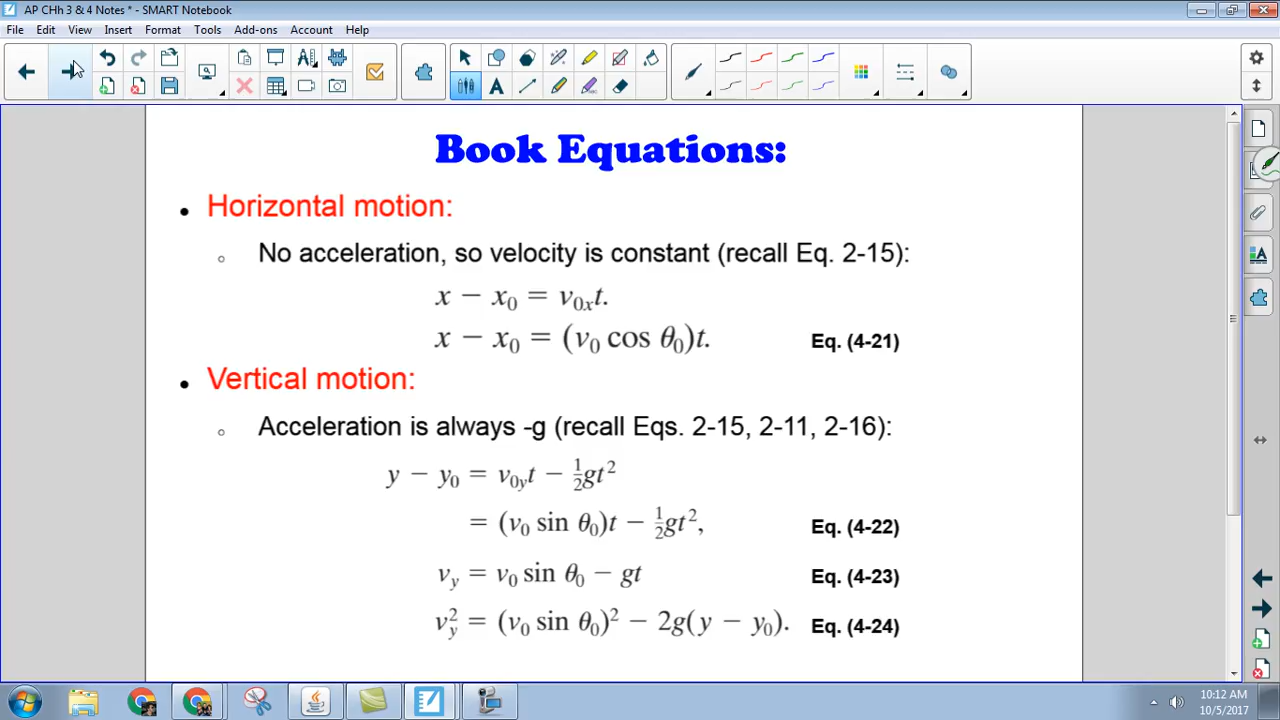 AP CHh 3 & 4 Notes * - SMART Notebook
File Edit View Insert Format Tools Add-ons Account Help
Book Equations:
• Horizontal motion:
○ No acceleration, so velocity is constant (recall Eq. 2-15):
x − x₀ = v₀ₓt.
x − x₀ = (v₀ cos θ₀)t. Eq. (4-21)
• Vertical motion:
○ Acceleration is always -g (recall Eqs. 2-15, 2-11, 2-16):
y − y₀ = v₀yt − ½gt²
= (v₀ sin θ₀)t − ½gt², Eq. (4-22)
vy = v₀ sin θ₀ − gt Eq. (4-23)
vy² = (v₀ sin θ₀)² − 2g(y − y₀). Eq. (4-24)
10:12 AM
10/5/2017